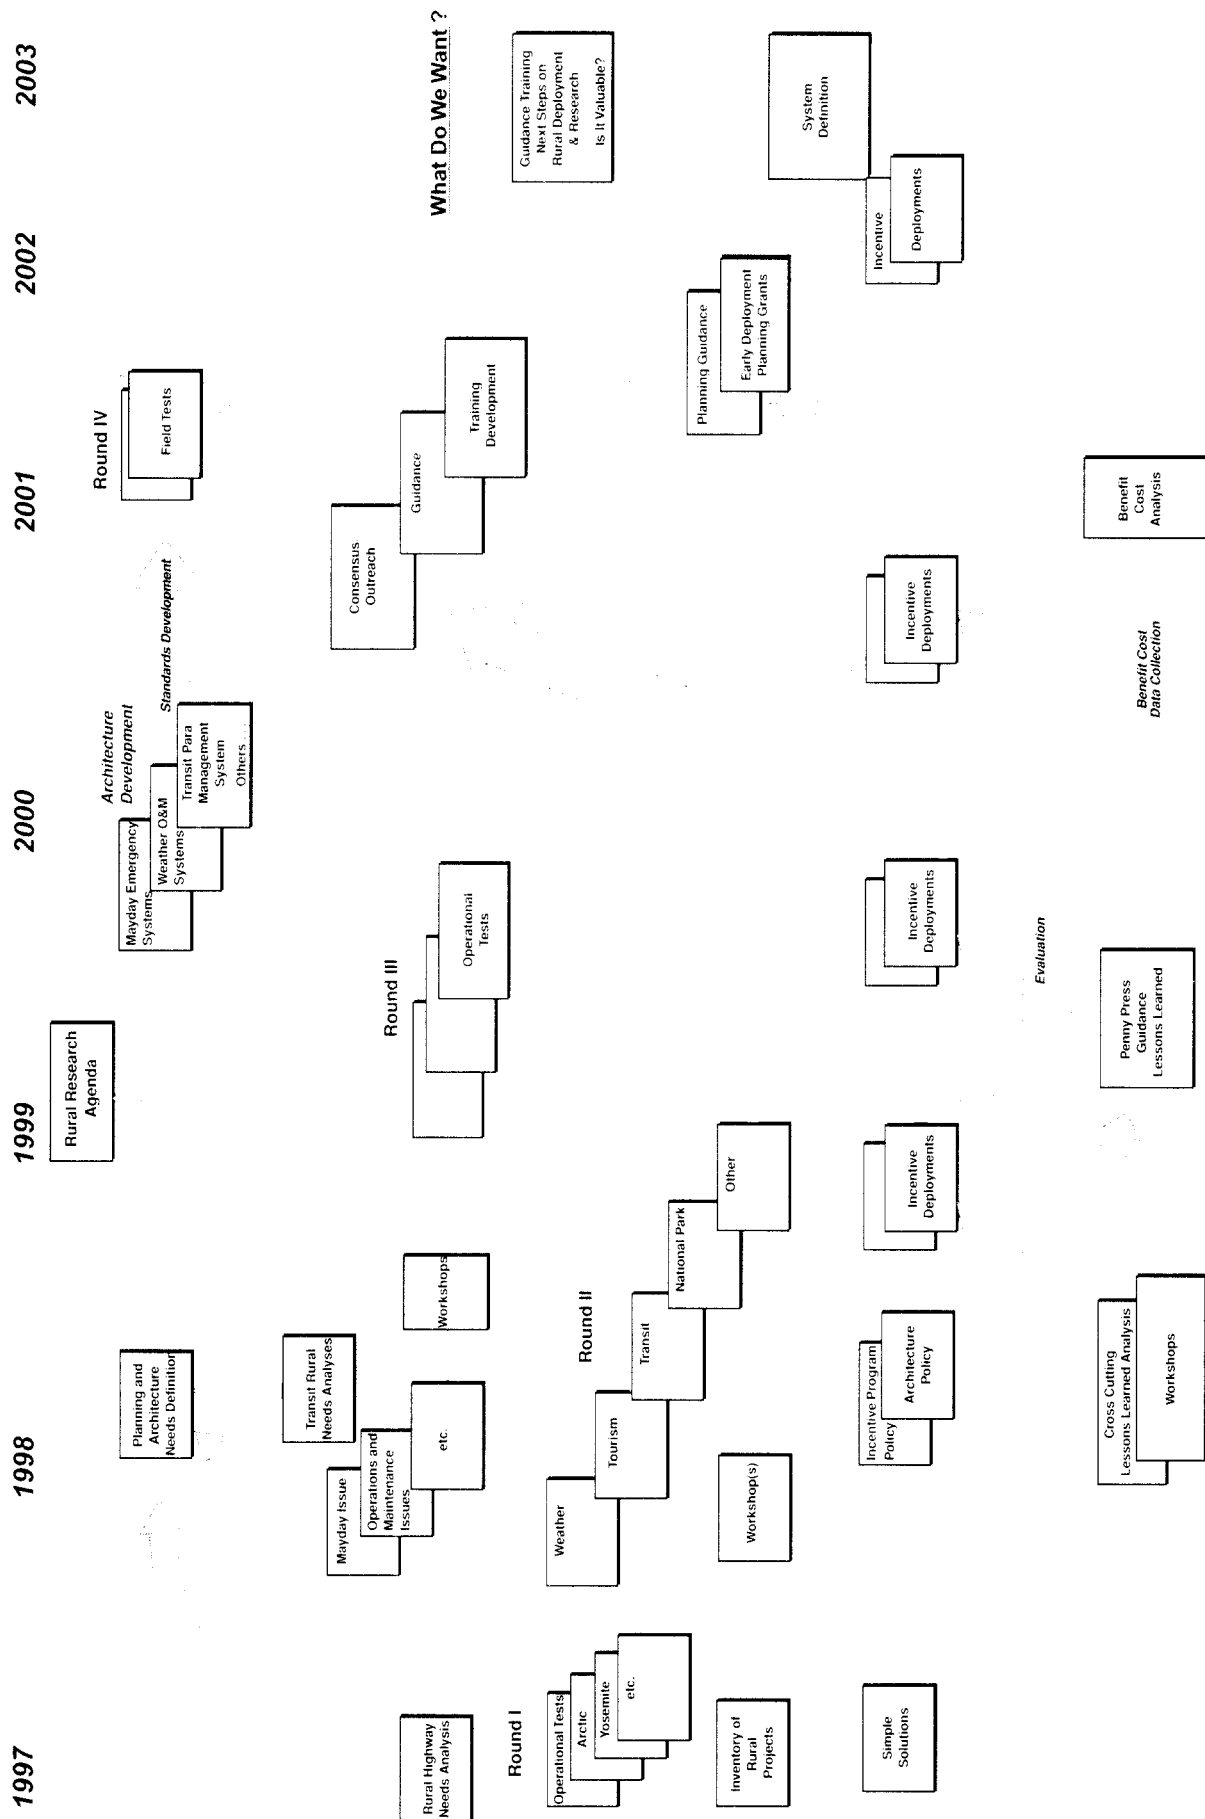 1997
1998
1999
2000
2001
2002
2003
Rural Research
Agenda
Planning and
Architecture
Needs Definition
Mayday Emergency
Systems
Weather O&M
Systems
Transit Para
Management
System
Others...
Architecture
Development
Standards Development
Round IV
Field Tests
Transit Rural
Needs Analyses
Mayday Issue
Operations and
Maintenance
Issues
etc.
Rural Highway
Needs Analysis
Workshops
Round III
Operational
Tests
Consensus
Outreach
Guidance
Training
Development
What Do We Want ?
Guidance Training
Next Steps on
Rural Deployment
& Research
Is It Valuable?
Round I
Operational Tests
Arctic
Yosemite
etc.
Round II
Weather
Tourism
Transit
National Park
Other
Inventory of
Rural
Projects
Workshop(s)
Planning Guidance
Early Deployment
Planning Grants
System
Definition
Simple
Solutions
Incentive Program
Policy
Architecture
Policy
Incentive
Deployments
Incentive
Deployments
Incentive
Deployments
Incentive
Deployments
Evaluation
Cross Cutting
Lessons Learned Analysis
Workshops
Penny Press
Guidance
Lessons Learned
Benefit Cost
Data Collection
Benefit
Cost
Analysis